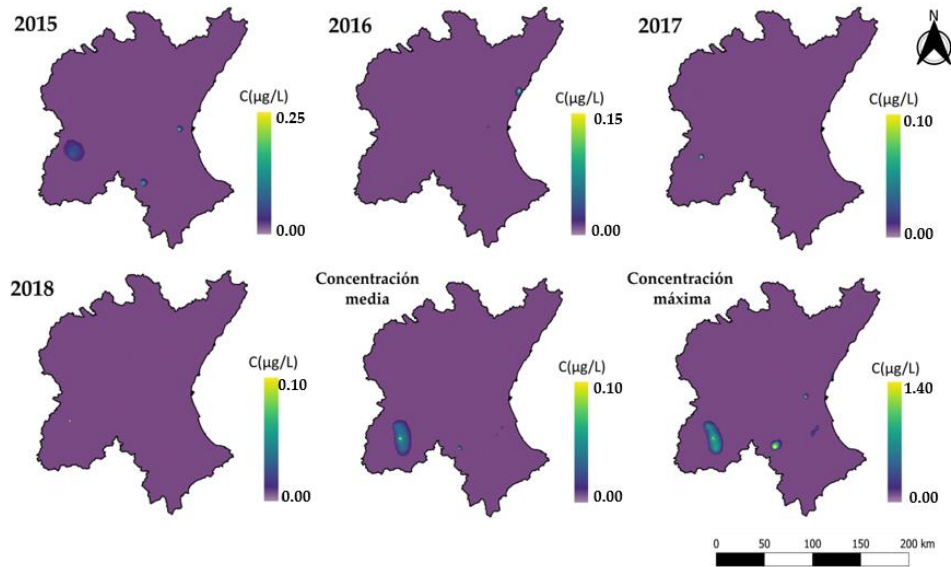 2015
2016
2017
N
C(µg/L)
0.25
0.00
C(µg/L)
0.15
0.00
C(µg/L)
0.10
0.00
2018
Concentración
media
Concentración
máxima
C(µg/L)
0.10
0.00
C(µg/L)
0.10
0.00
C(µg/L)
1.40
0.00
0 50 100 150 200 km